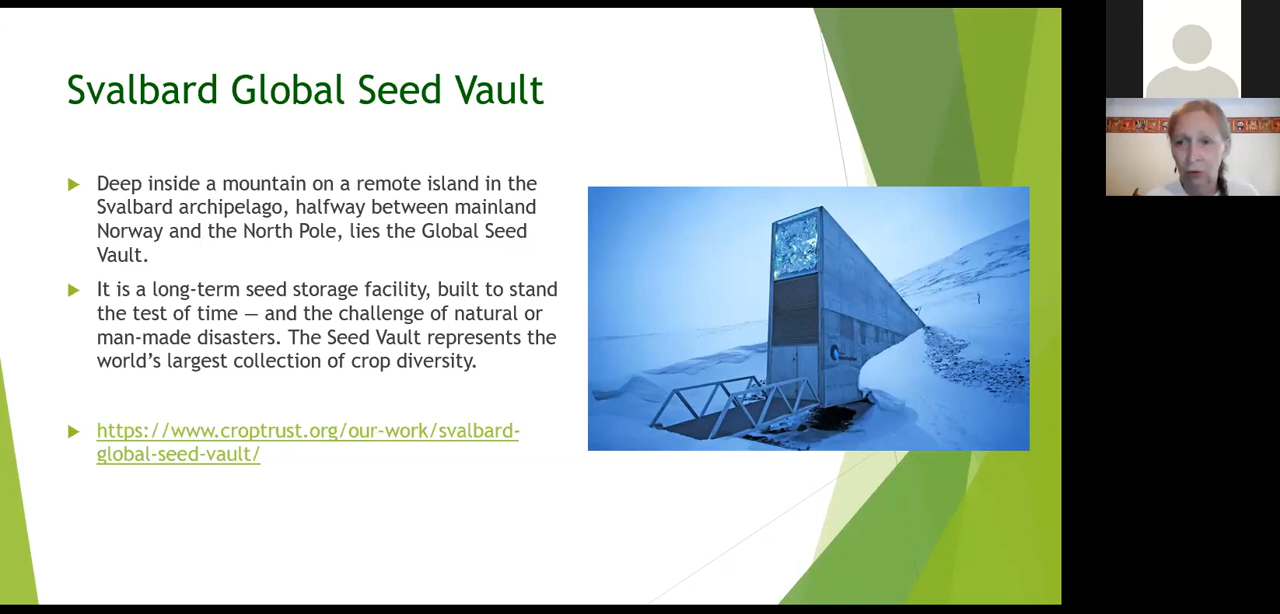 Svalbard Global Seed Vault
Deep inside a mountain on a remote island in the
Svalbard archipelago, halfway between mainland
Norway and the North Pole, lies the Global Seed
Vault.
It is a long-term seed storage facility, built to stand
the test of time — and the challenge of natural or
man-made disasters. The Seed Vault represents the
world’s largest collection of crop diversity.
https://www.croptrust.org/our-work/svalbard-
global-seed-vault/